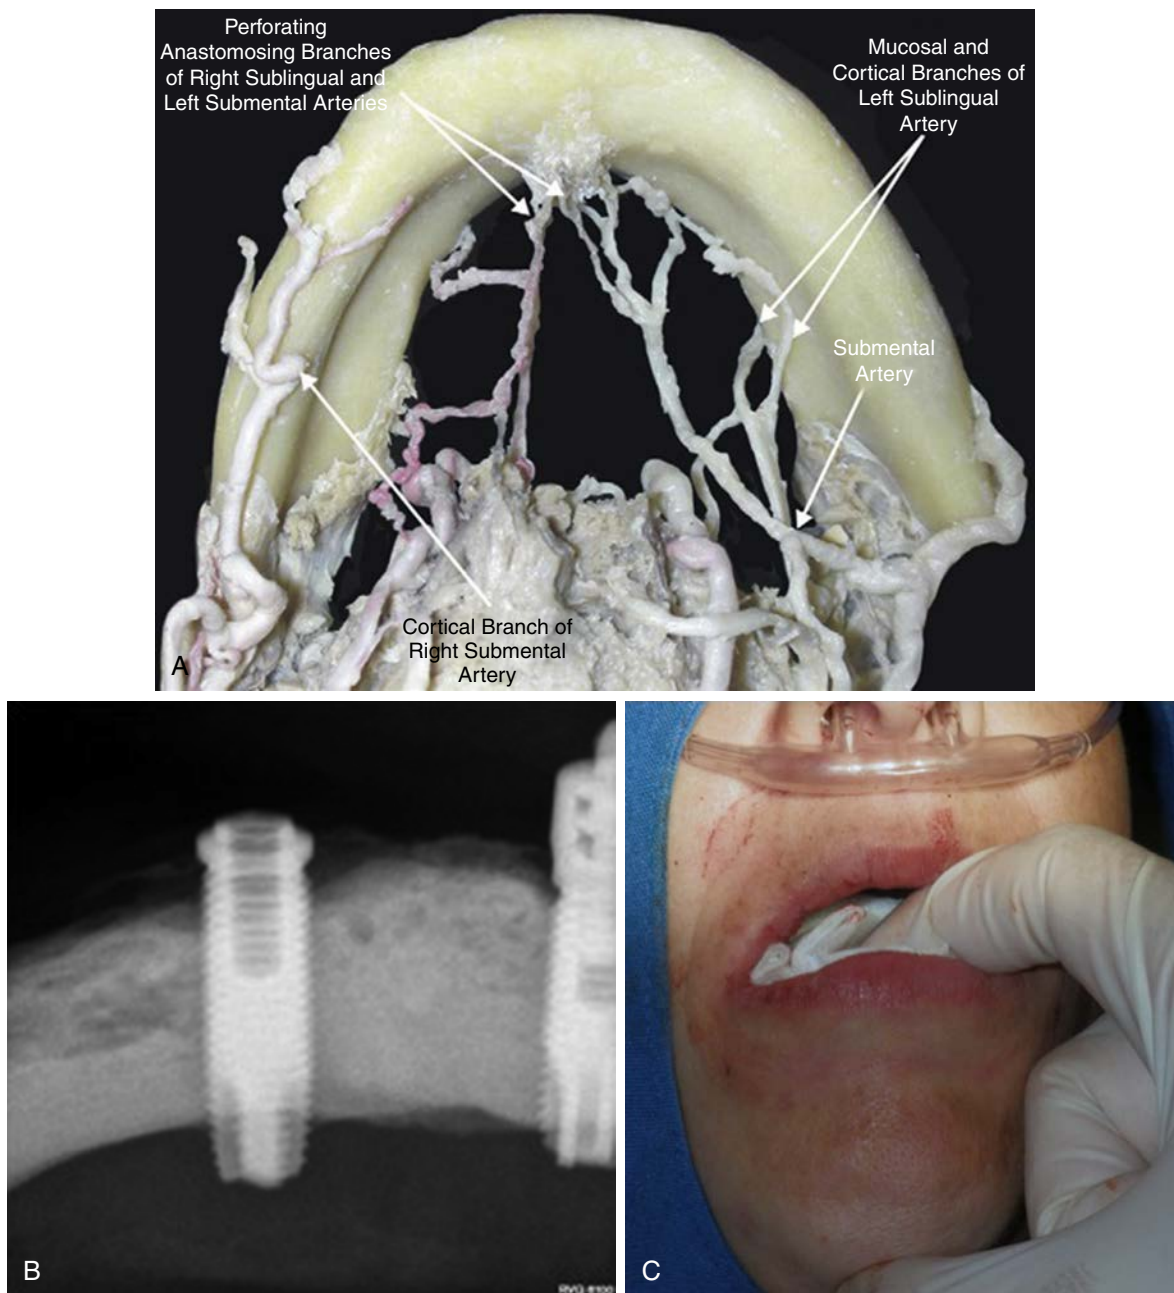 Perforating
Anastomosing Branches
of Right Sublingual and
Left Submental Arteries
Mucosal and
Cortical Branches of
Left Sublingual
Artery
Submental
Artery
Cortical Branch of
Right Submental
Artery
A
B
C